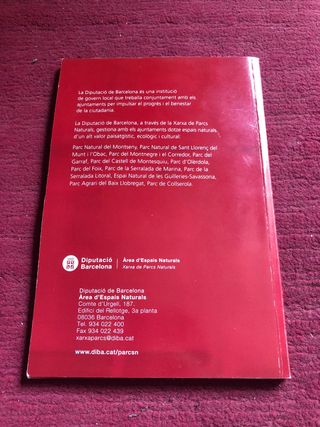 La Diputació de Barcelona és una institució
de govern local que treballa conjuntament amb els
ajuntaments per impulsar el progrés i el benestar
de la ciutadania.
La Diputació de Barcelona, a través de la Xarxa de Parcs
Naturals, gestiona amb els ajuntaments dotze espais naturals,
d'un alt valor paisatgístic, ecològic i cultural:
Parc Natural del Montseny, Parc Natural de Sant Llorenç del
Munt i l'Obac, Parc del Montnegre i el Corredor, Parc del
Garraf, Parc del Castell de Montesquiu, Parc d'Olèrdola,
Parc del Foix, Parc de la Serralada de Marina, Parc de la
Serralada Litoral, Espai Natural de les Guilleries-Savassona,
Parc Agrari del Baix Llobregat, Parc de Collserola.
Diputació Barcelona | Àrea d'Espais Naturals
Xarxa de Parcs Naturals
Diputació de Barcelona
Àrea d'Espais Naturals
Comte d'Urgell, 187.
Edifici del Rellotge, 3a planta
08036 Barcelona
Tel. 934 022 400
Fax 934 022 439
xarxaparcs@diba.cat
www.diba.cat/parcsn